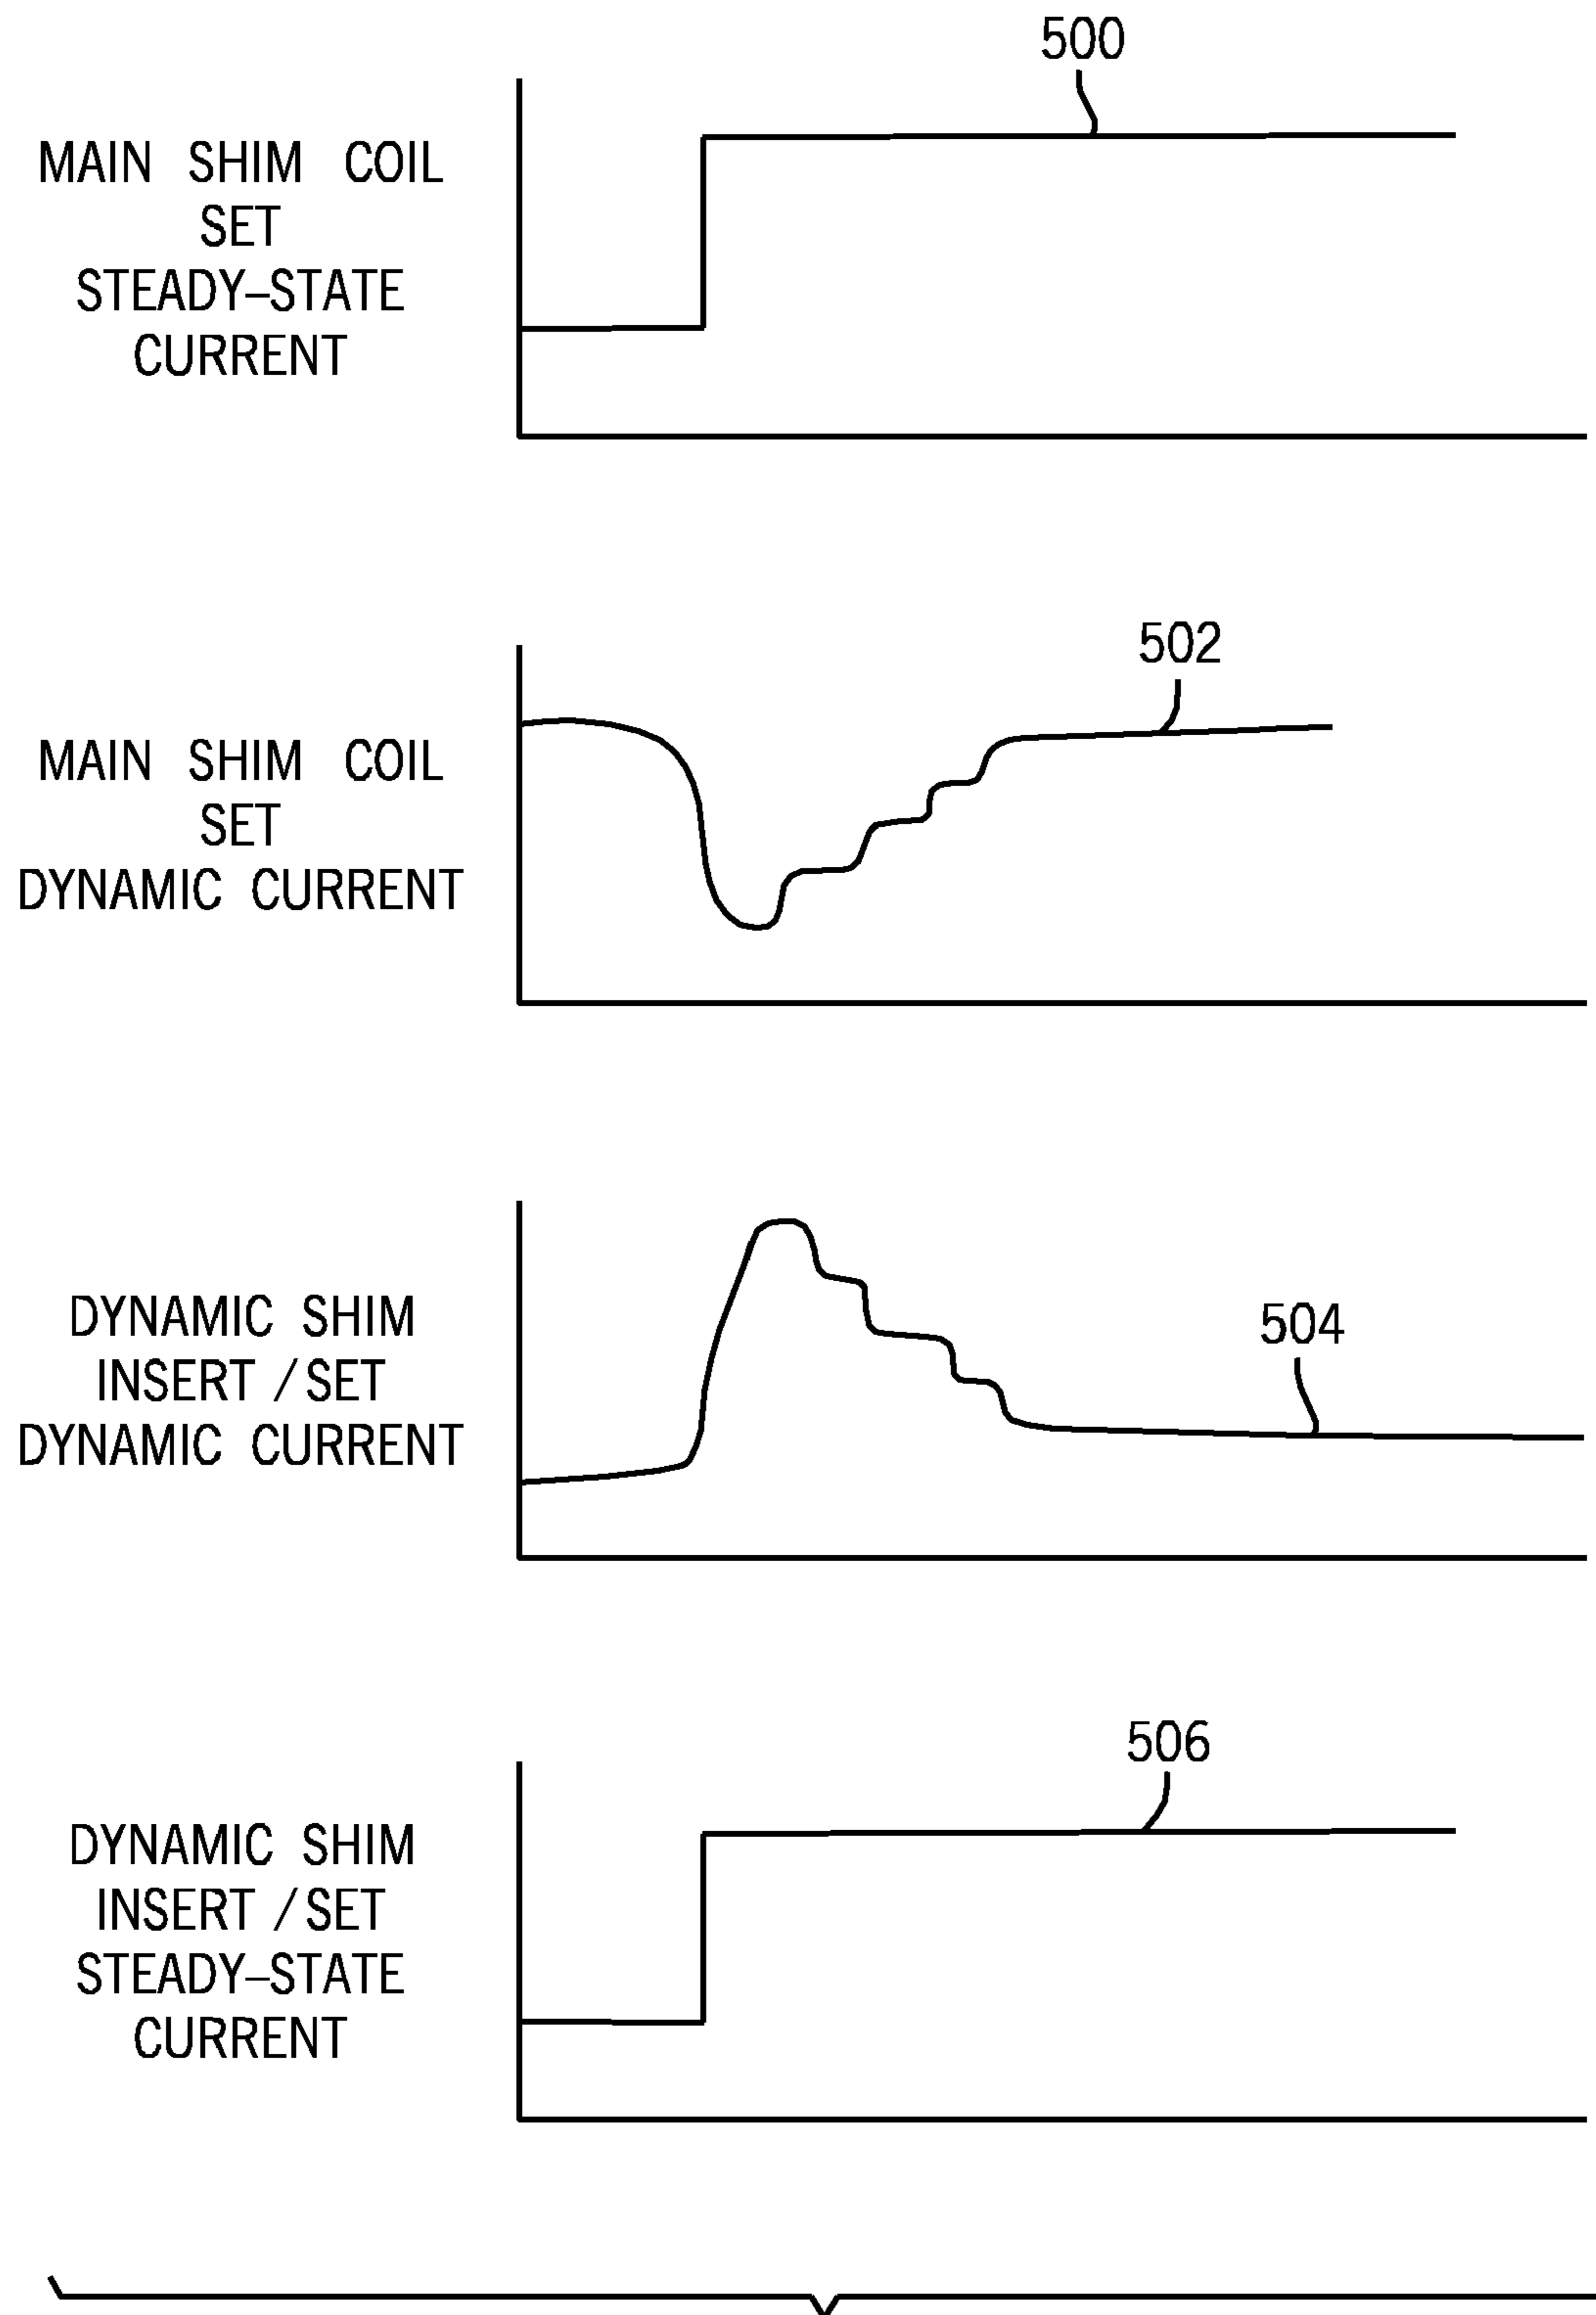 500
MAIN SHIM COIL
SET
STEADY–STATE
CURRENT
502
MAIN SHIM COIL
SET
DYNAMIC CURRENT
504
DYNAMIC SHIM
INSERT /SET
DYNAMIC CURRENT
506
DYNAMIC SHIM
INSERT /SET
STEADY–STATE
CURRENT